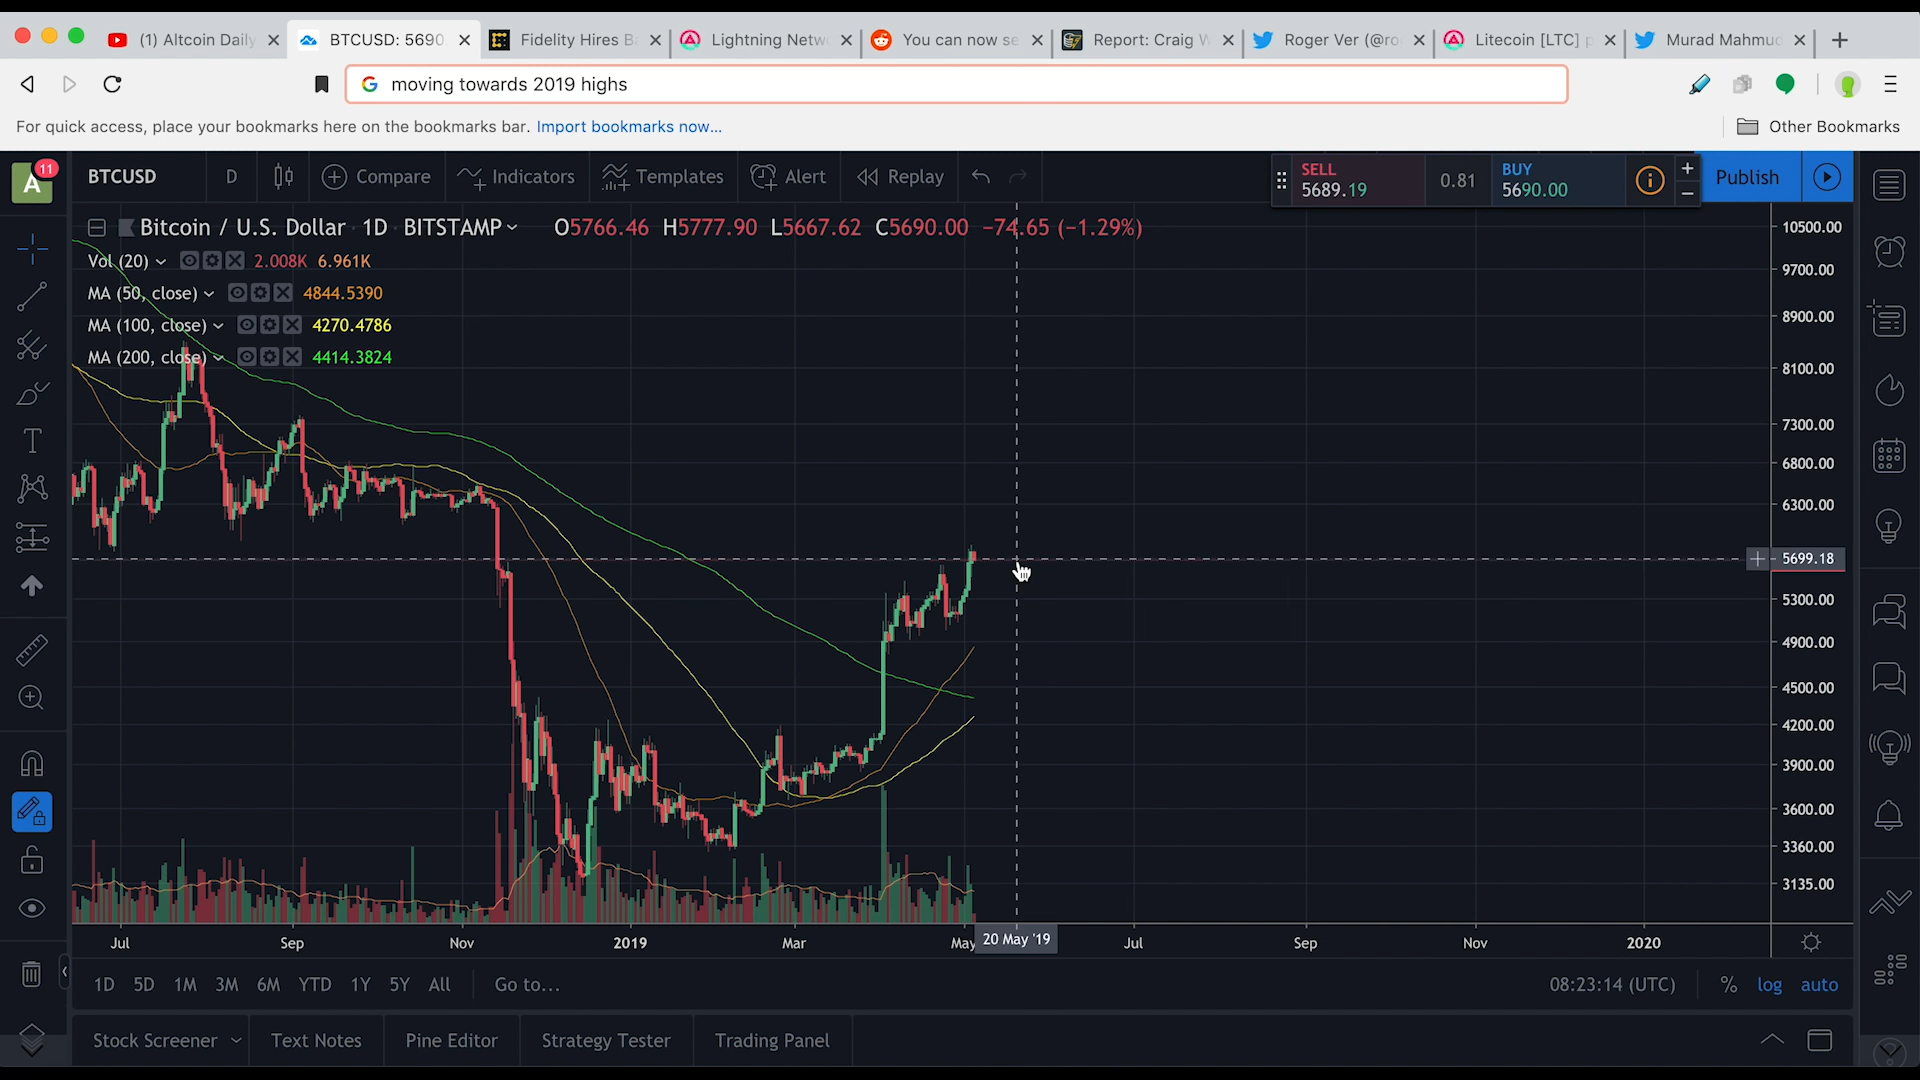 (1) Altcoin Daily
BTCUSD: 5690.
Fidelity Hires B
Lightning Netw
You can now se
Report: Craig W
Roger Ver (@ro
Litecoin [LTC] p
Murad Mahmud
moving towards 2019 highs
For quick access, place your bookmarks here on the bookmarks bar. Import bookmarks now...
Other Bookmarks
A
11
BTCUSD
D
Compare
Indicators
Templates
Alert
Replay
SELL
5689.19
0.81
BUY
5690.00
Publish
Bitcoin / U.S. Dollar 1D BITSTAMP
O5766.46 H5777.90 L5667.62 C5690.00 −74.65 (−1.29%)
Vol (20) 2.008K 6.961K
MA (50, close) 4844.5390
MA (100, close) 4270.4786
MA (200, close) 4414.3824
10500.00
9700.00
8900.00
8100.00
7300.00
6800.00
6300.00
5699.18
5300.00
4900.00
4500.00
4200.00
3900.00
3600.00
3360.00
3135.00
Jul
Sep
Nov
2019
Mar
May
20 May '19
Jul
Sep
Nov
2020
1D 5D 1M 3M 6M YTD 1Y 5Y All Go to...
08:23:14 (UTC) % log auto
Stock Screener
Text Notes
Pine Editor
Strategy Tester
Trading Panel